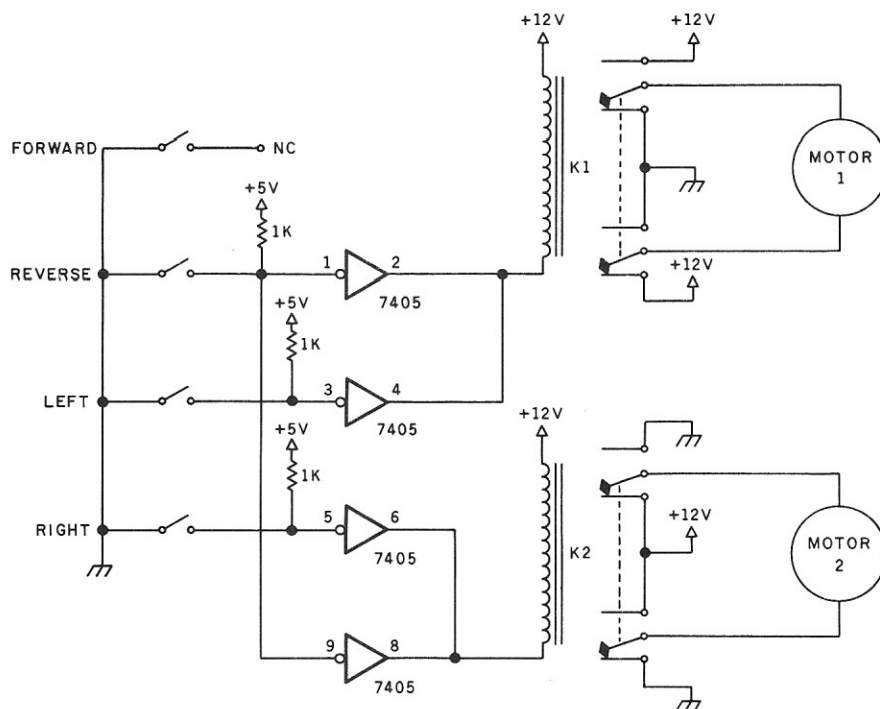 +12V
+12V
FORWARD
NC
+5V
1K
K1
MOTOR
1
REVERSE
1
2
7405
+12V
+5V
1K
LEFT
3
4
7405
+12V
+5V
1K
RIGHT
5
6
K2
+12V
MOTOR
2
7405
9
8
7405